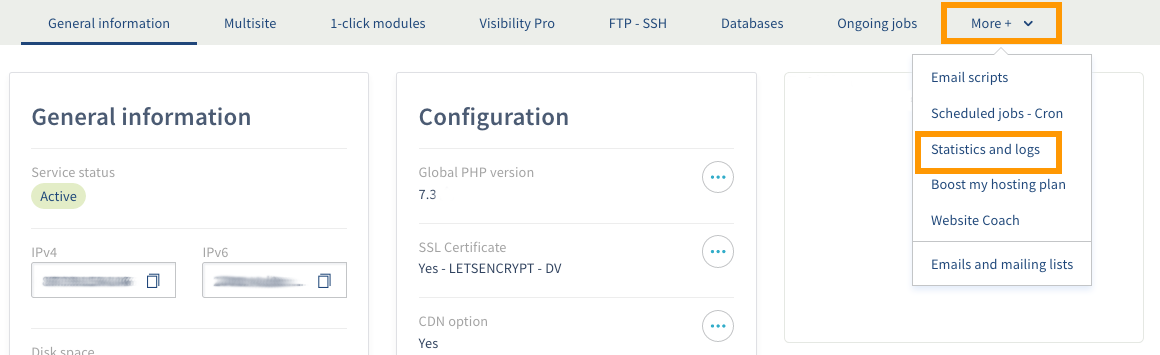 General information
Multisite
1-click modules
Visibility Pro
FTP - SSH
Databases
Ongoing jobs
More +
Email scripts
Scheduled jobs - Cron
Statistics and logs
Boost my hosting plan
Website Coach
Emails and mailing lists
General information
Service status
Active
IPv4
IPv6
Disk space
Configuration
Global PHP version
7.3
SSL Certificate
Yes - LETSENCRYPT - DV
CDN option
Yes